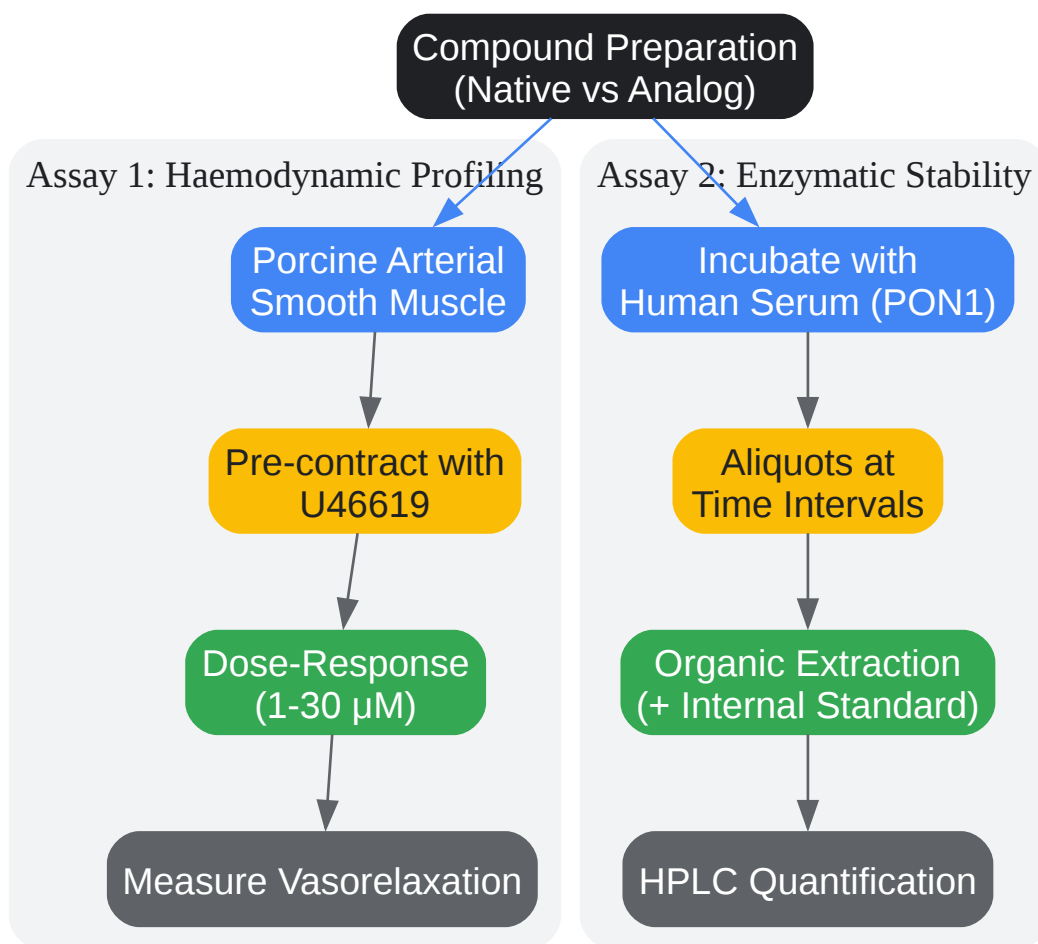 Compound Preparation
(Native vs Analog)
Assay 1: Haemodynamic Profiling
Porcine Arterial
Smooth Muscle
Pre-contract with
U46619
Dose-Response
(1-30 μM)
Measure Vasorelaxation
Assay 2: Enzymatic Stability
Incubate with
Human Serum (PON1)
Aliquots at
Time Intervals
Organic Extraction
(+ Internal Standard)
HPLC Quantification